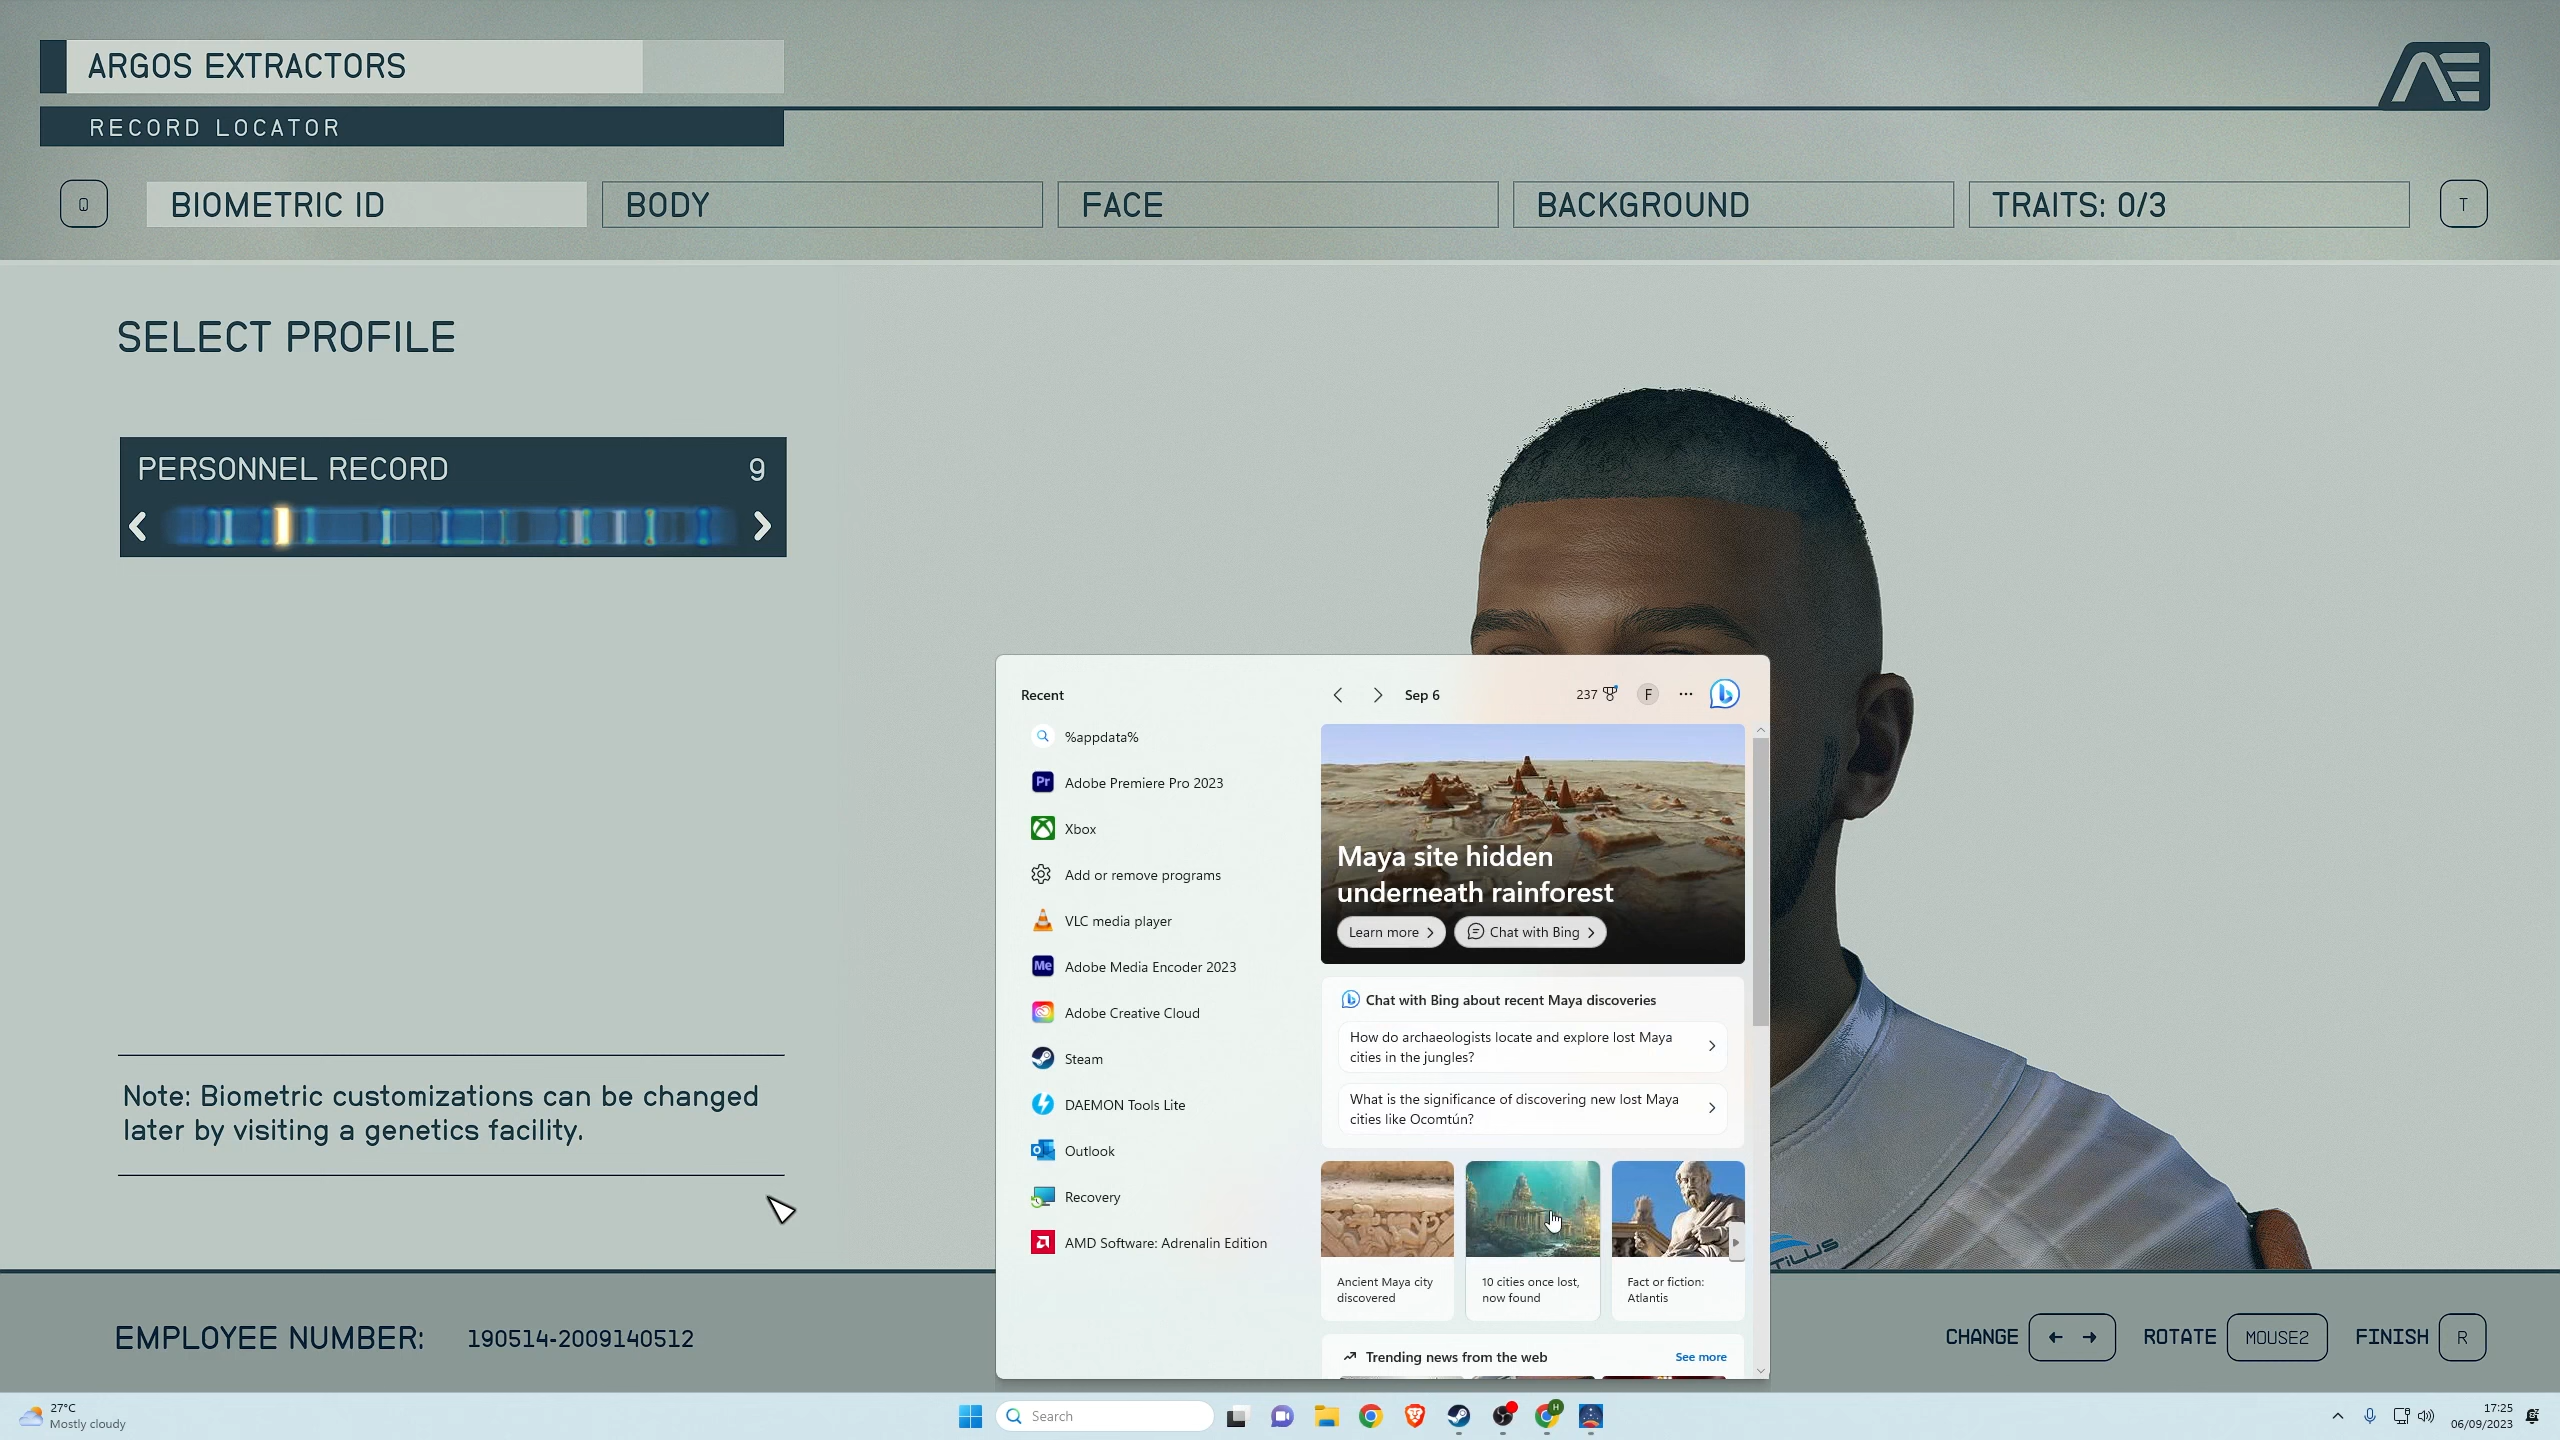 ARGOS EXTRACTORS
RECORD LOCATOR
Q
BIOMETRIC ID
BODY
FACE
BACKGROUND
TRAITS: 0/3
T
SELECT PROFILE
PERSONNEL RECORD 9
Note: Biometric customizations can be changed
later by visiting a genetics facility.
Recent
%appdata%
Adobe Premiere Pro 2023
Xbox
Add or remove programs
VLC media player
Adobe Media Encoder 2023
Adobe Creative Cloud
Steam
DAEMON Tools Lite
Outlook
Recovery
AMD Software: Adrenalin Edition
Sep 6
237
F
Maya site hidden
underneath rainforest
Learn more
Chat with Bing
Chat with Bing about recent Maya discoveries
How do archaeologists locate and explore lost Maya
cities in the jungles?
What is the significance of discovering new lost Maya
cities like Ocomtún?
Ancient Maya city
discovered
10 cities once lost,
now found
Fact or fiction:
Atlantis
Trending news from the web
See more
EMPLOYEE NUMBER: 190514-2009140512
CHANGE
ROTATE MOUSE2
FINISH R
27°C
Mostly cloudy
Search
17:25
06/09/2023